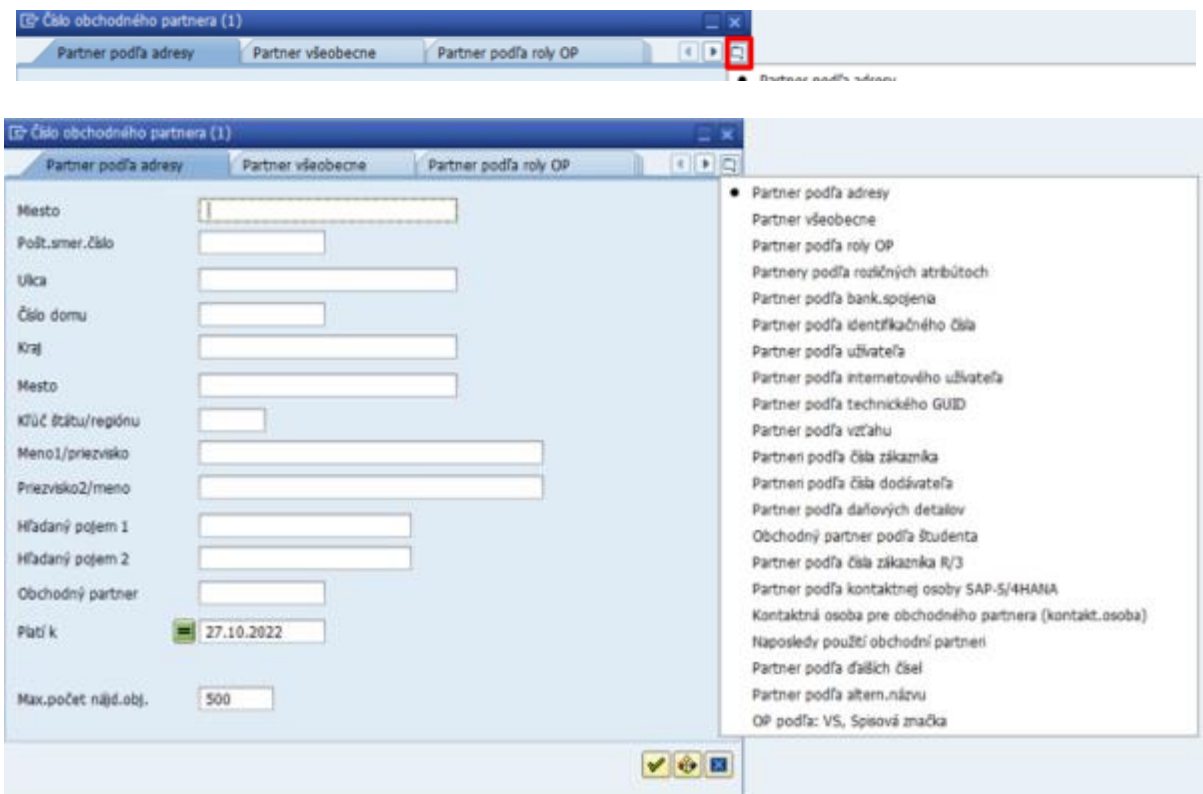 Číslo obchodného partnera (1)
Partner podľa adresy Partner všeobecne Partner podľa roly OP
Partner podľa adresy
Číslo obchodného partnera (1)
Partner podľa adresy Partner všeobecne Partner podľa roly OP
Miesto
Pošt.smer.číslo
Ulica
Číslo domu
Kraj
Mesto
Kľúč štátu/regiónu
Meno1/priezvisko
Priezvisko2/meno
Hľadaný pojem 1
Hľadaný pojem 2
Obchodný partner
Platí k 27.10.2022
Max.počet nájd.obj. 500
Partner podľa adresy
Partner všeobecne
Partner podľa roly OP
Partnery podľa rozličných atribútoch
Partner podľa bank.spojenia
Partner podľa identifikačného čísla
Partner podľa užívateľa
Partner podľa internetového užívateľa
Partner podľa technického GUID
Partner podľa vzťahu
Partneri podľa čísla zákazníka
Partneri podľa čísla dodávateľa
Partner podľa daňových detailov
Obchodný partner podľa študenta
Partner podľa čísla zákazníka R/3
Partner podľa kontaktnej osoby SAP-S/4HANA
Kontaktná osoba pre obchodného partnera (kontakt.osoba)
Naposledy použití obchodní partneri
Partner podľa ďalších čísel
Partner podľa altern.názvu
OP podľa: VS, Spisová značka